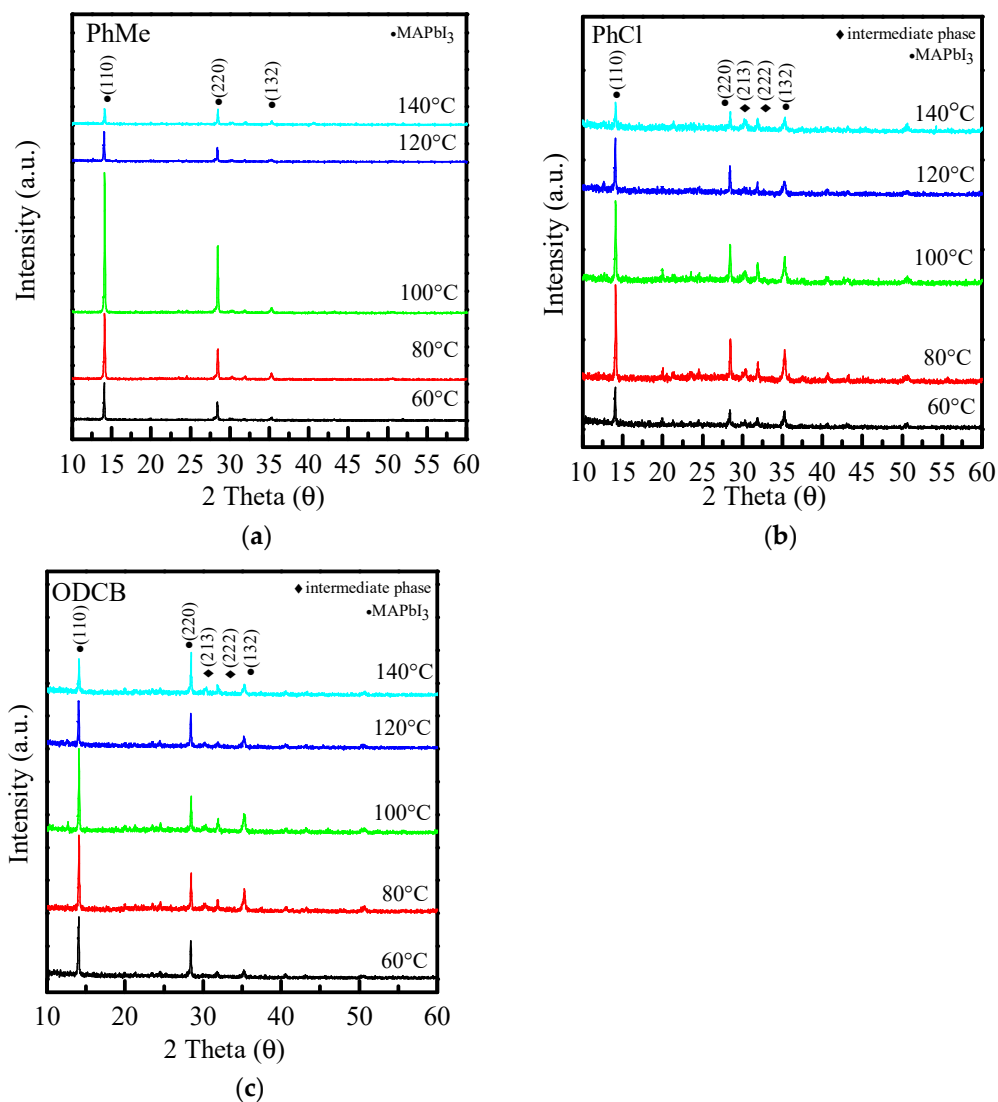 PhMe
•MAPbI₃
•(110)
•(220)
•(132)
140°C
120°C
100°C
80°C
60°C
Intensity (a.u.)
10 15 20 25 30 35 40 45 50 55 60
2 Theta (θ)
(a)
PhCl
◆ intermediate phase
•MAPbI₃
•(110)
•(220)
◆(213)
◆(222)
•(132)
140°C
120°C
100°C
80°C
60°C
Intensity (a.u.)
10 15 20 25 30 35 40 45 50 55 60
2 Theta (θ)
(b)
ODCB
◆ intermediate phase
•MAPbI₃
•(110)
•(220)
◆(213)
◆(222)
•(132)
140°C
120°C
100°C
80°C
60°C
Intensity (a.u.)
10 20 30 40 50 60
2 Theta (θ)
(c)